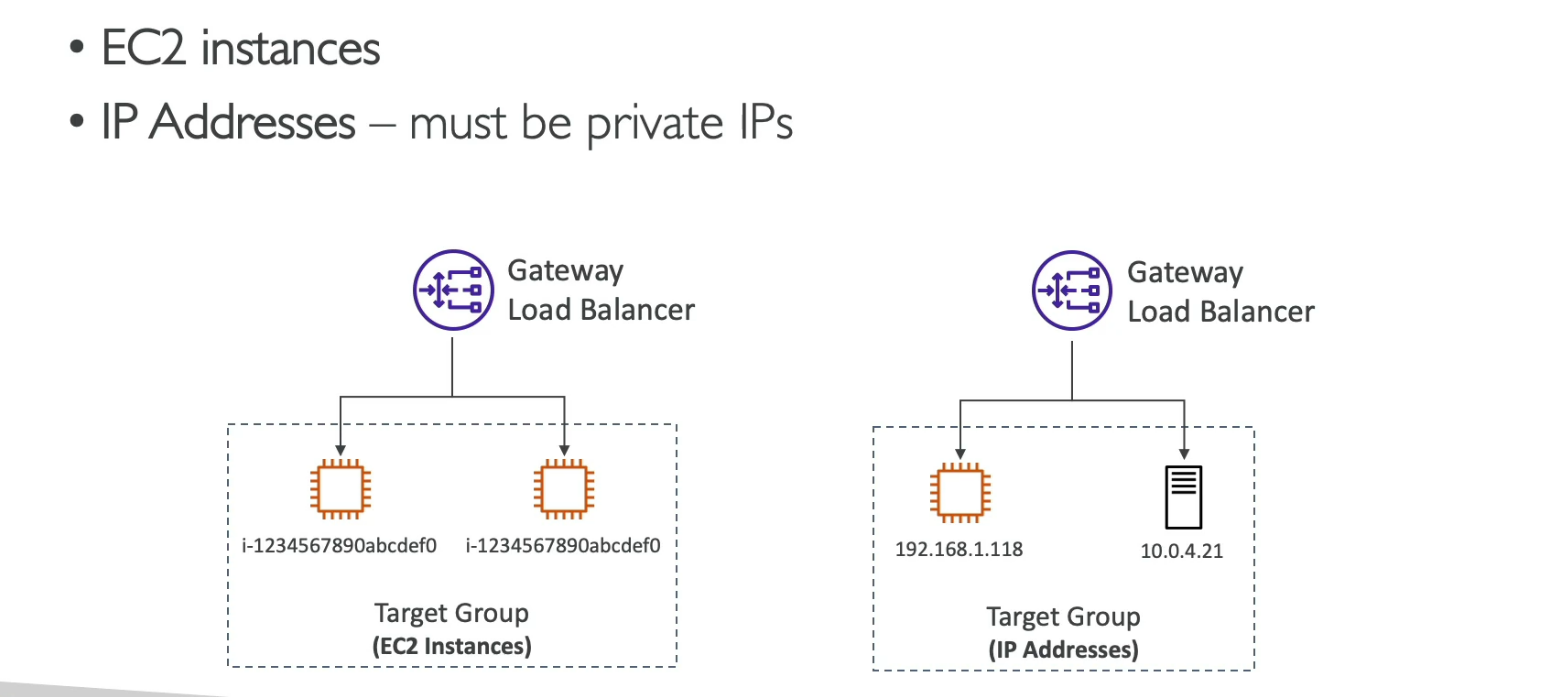 • EC2 instances
• IP Addresses – must be private IPs
Gateway
Load Balancer
i-1234567890abcdef0
i-1234567890abcdef0
Target Group
(EC2 Instances)
Gateway
Load Balancer
192.168.1.118
10.0.4.21
Target Group
(IP Addresses)